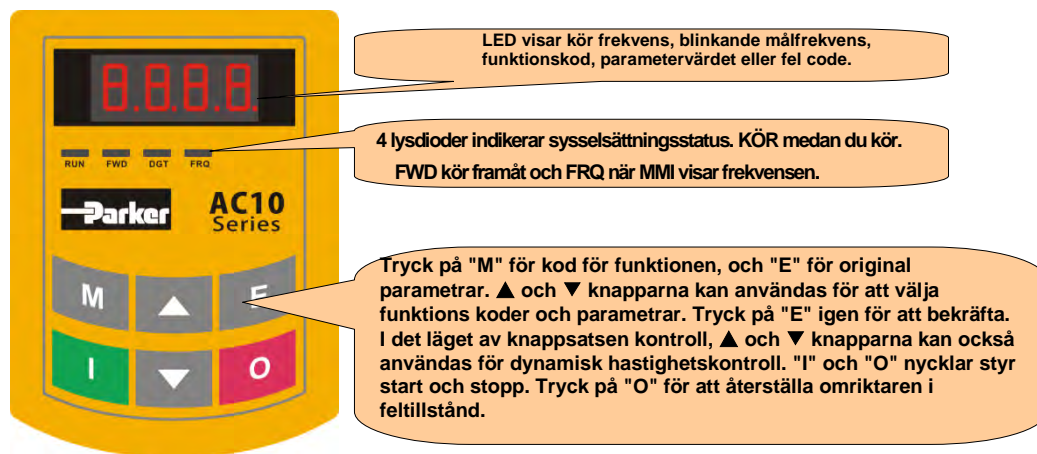 LED visar kör frekvens, blinkande målfrekvens,
funktionskod, parametervärdet eller fel code.
8.8.8.8.
4 lysdioder indikerar sysselsättningsstatus. KÖR medan du kör.
FWD kör framåt och FRQ när MMI visar frekvensen.
RUN FWD DGT FRQ
Parker AC10
Series
Tryck på "M" för kod för funktionen, och "E" för original
parametrar. ▲ och ▼ knapparna kan användas för att välja
funktions koder och parametrar. Tryck på "E" igen för att bekräfta.
I det läget av knappsatsen kontroll, ▲ och ▼ knapparna kan också
användas för dynamisk hastighetskontroll. "I" och "O" nycklar styr
start och stopp. Tryck på "O" för att återställa omriktaren i
feltillstånd.
M ▲ E
I ▼ O